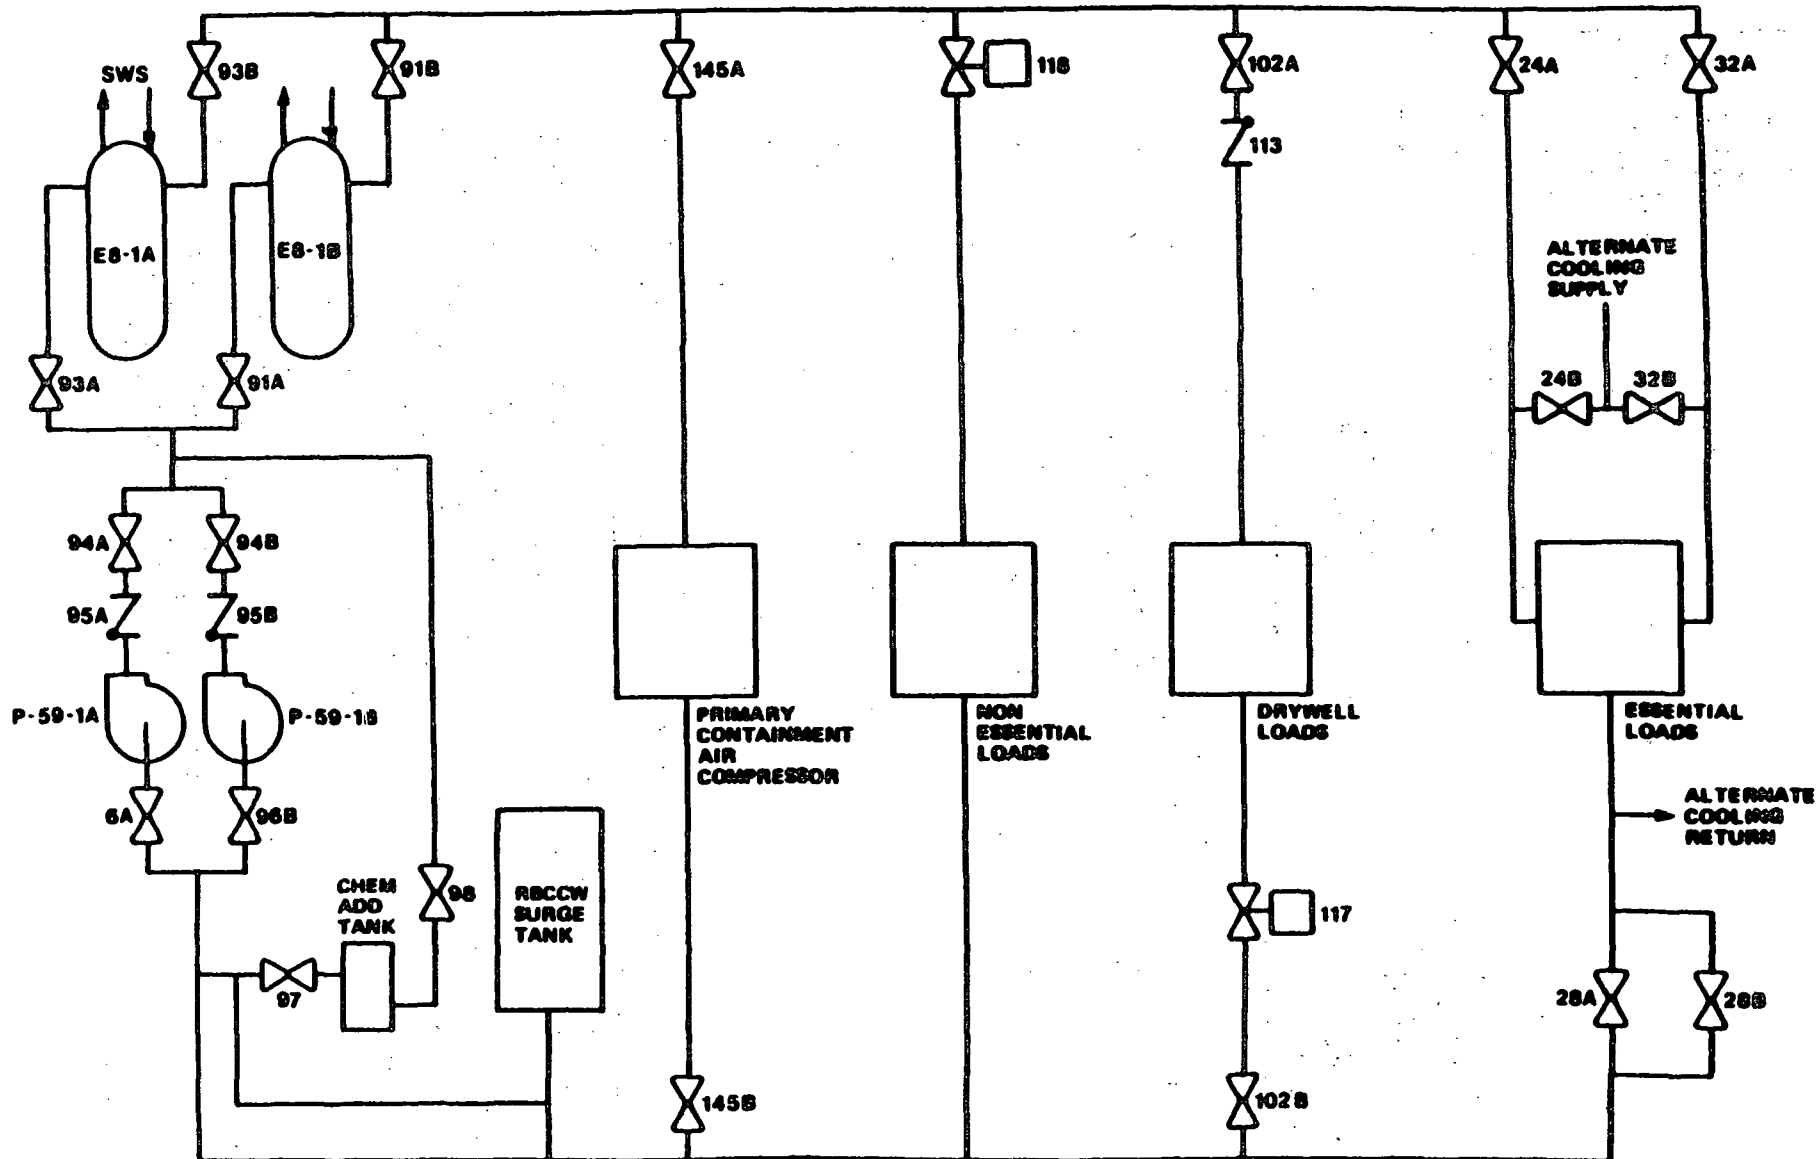 SWS
93B
91B
145A
118
102A
24A
32A
113
E8-1A
E8-1B
ALTERNATE
COOLING
SUPPLY
93A
91A
24B
32B
94A
94B
95A
95B
P-59-1A
P-59-1B
PRIMARY
CONTAINMENT
AIR
COMPRESSOR
NON
ESSENTIAL
LOADS
DRYWELL
LOADS
ESSENTIAL
LOADS
6A
96B
ALTERNATE
COOLING
RETURN
CHEM
ADD
TANK
98
RBCCW
SURGE
TANK
117
97
28A
28B
145B
102B